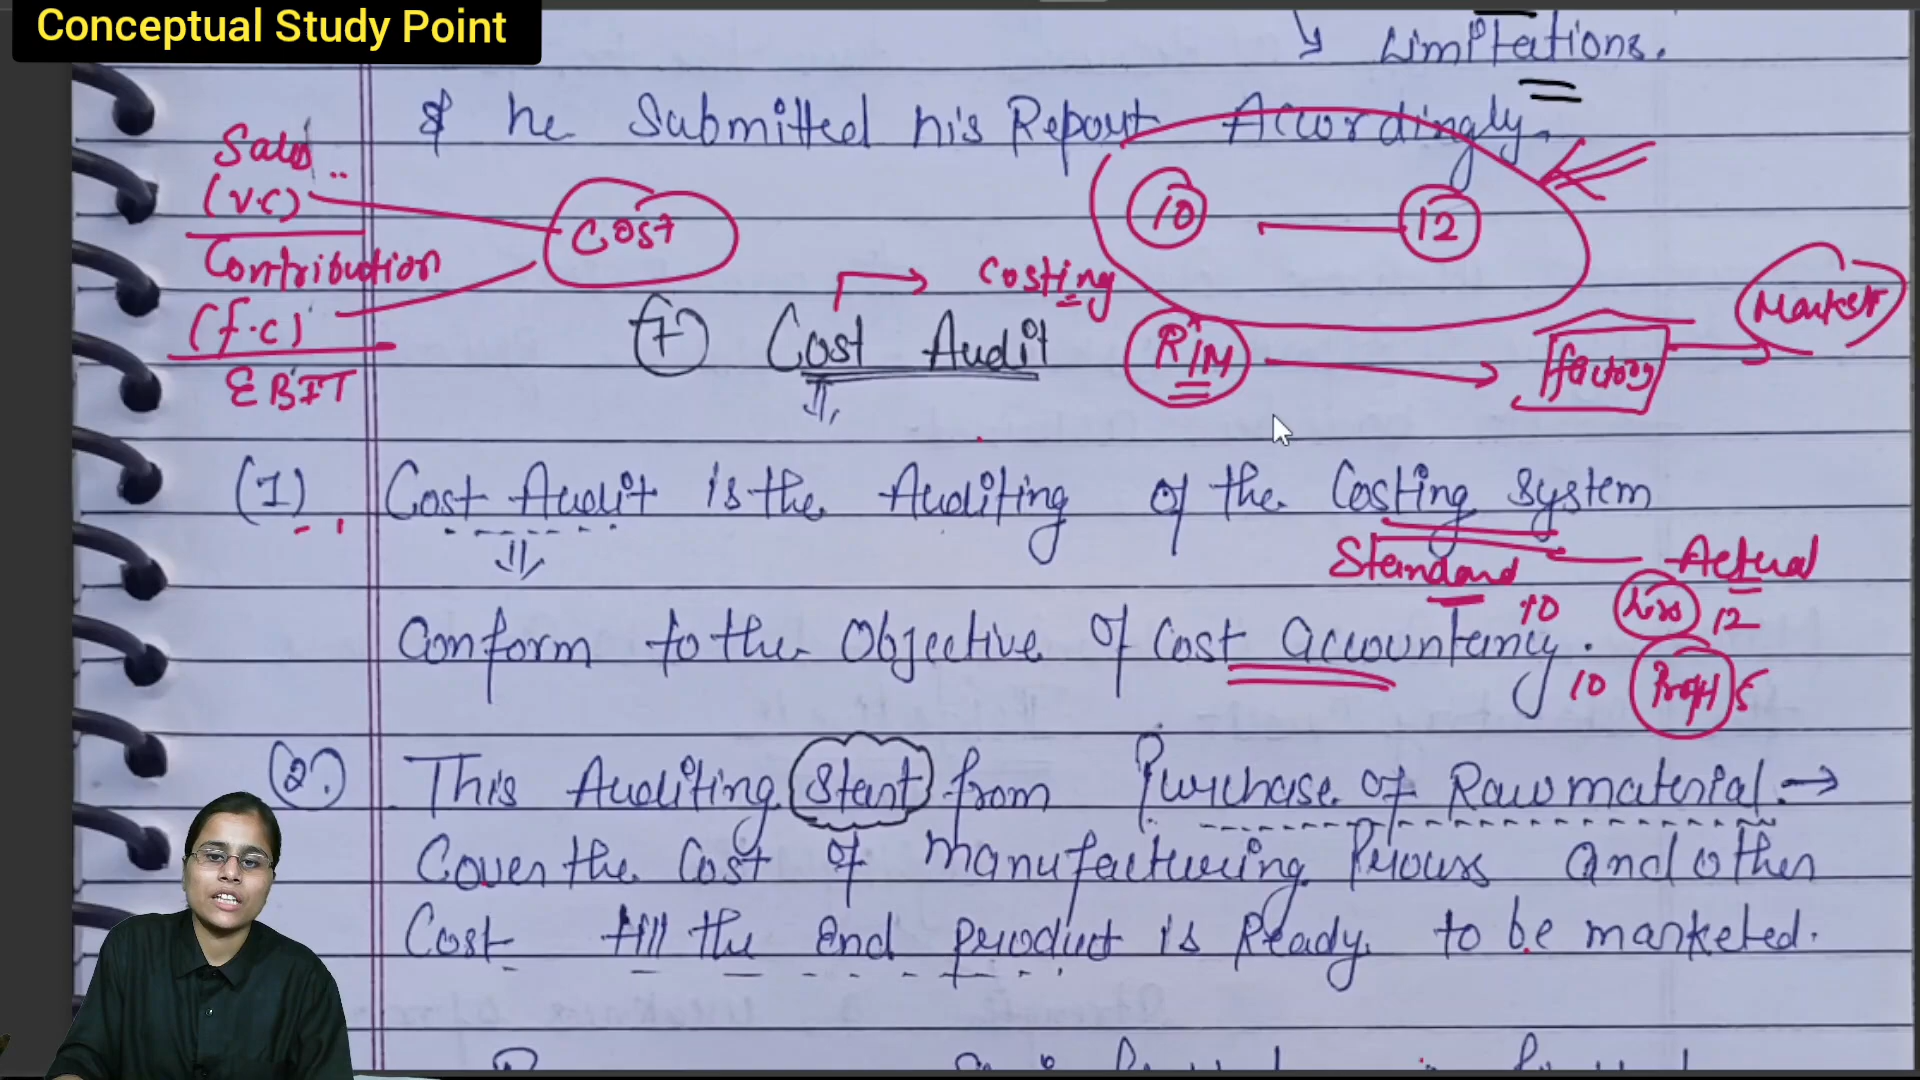 Conceptual Study Point
↳ Limitations.
& he Submitted his Report Accordingly.
Sales
(V.C)
Contribution
(f.c)
EBIT
Cost
10 — 12
Costing
(7) Cost Audit
R/M → factory → Market
(1) Cost Audit is the Auditing of the Costing System
Standard — Actual
10 Loss 12
Conform to the Objective of Cost accountancy.
10 Profit 5
(2.) This Auditing Start from Purchase of Raw material. →
Cover the Cost of manufacturing Process and other
Cost till the end product is Ready to be marketed.